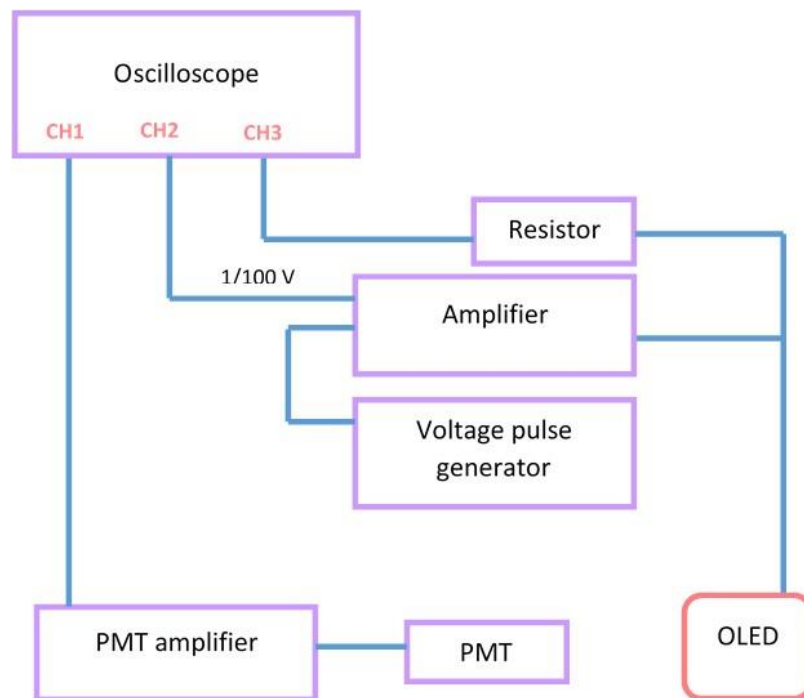 Oscilloscope
CH1 CH2 CH3
Resistor
1/100 V
Amplifier
Voltage pulse
generator
PMT amplifier
PMT
OLED